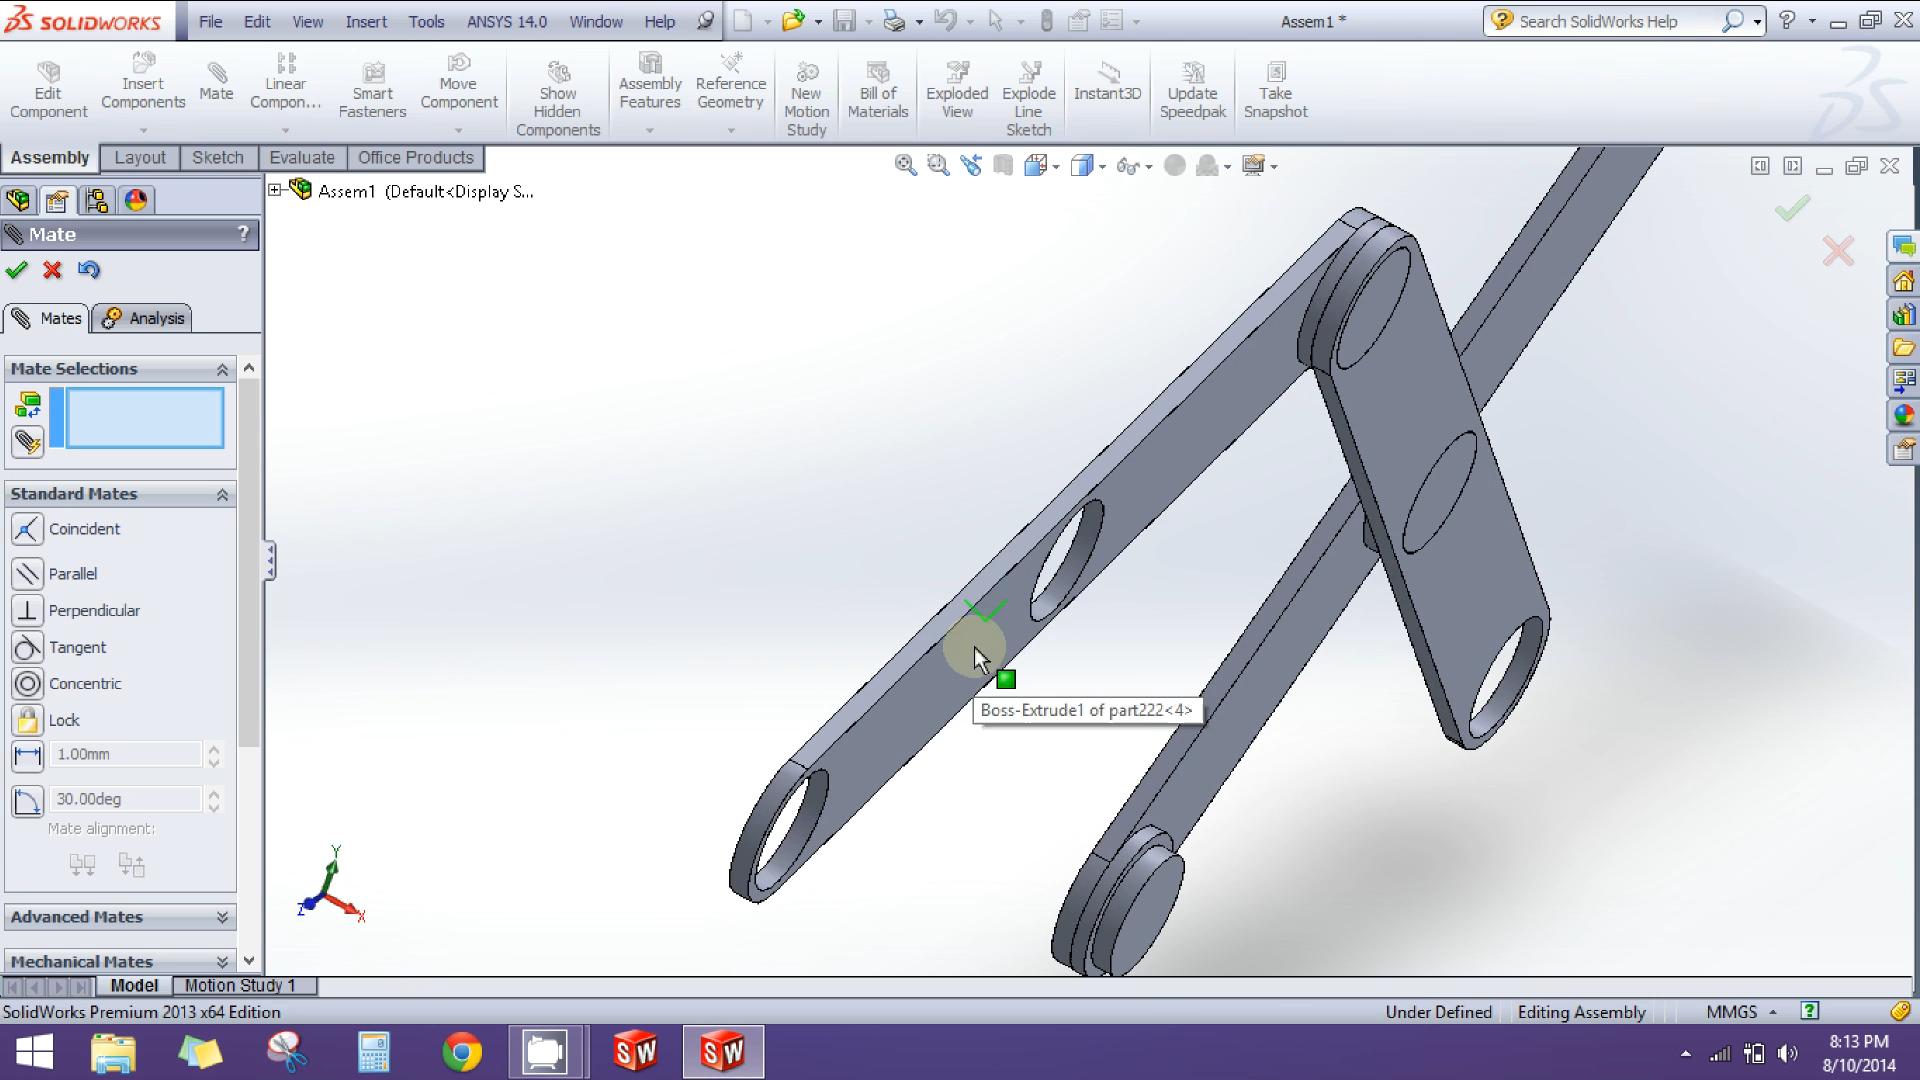 SOLIDWORKS File Edit View Insert Tools ANSYS 14.0 Window Help Assem1 * Search SolidWorks Help
Edit Component
Insert Components
Mate
Linear Compon...
Smart Fasteners
Move Component
Show Hidden Components
Assembly Features
Reference Geometry
New Motion Study
Bill of Materials
Exploded View
Explode Line Sketch
Instant3D
Update Speedpak
Take Snapshot
Assembly Layout Sketch Evaluate Office Products
Assem1 (Default<Display S...
Mate ?
Mates Analysis
Mate Selections
Standard Mates
Coincident
Parallel
Perpendicular
Tangent
Concentric
Lock
1.00mm
30.00deg
Mate alignment:
Advanced Mates
Mechanical Mates
Boss-Extrude1 of part222<4>
Y
Z
X
Model Motion Study 1
SolidWorks Premium 2013 x64 Edition Under Defined Editing Assembly MMGS ?
SW SW
8:13 PM
8/10/2014